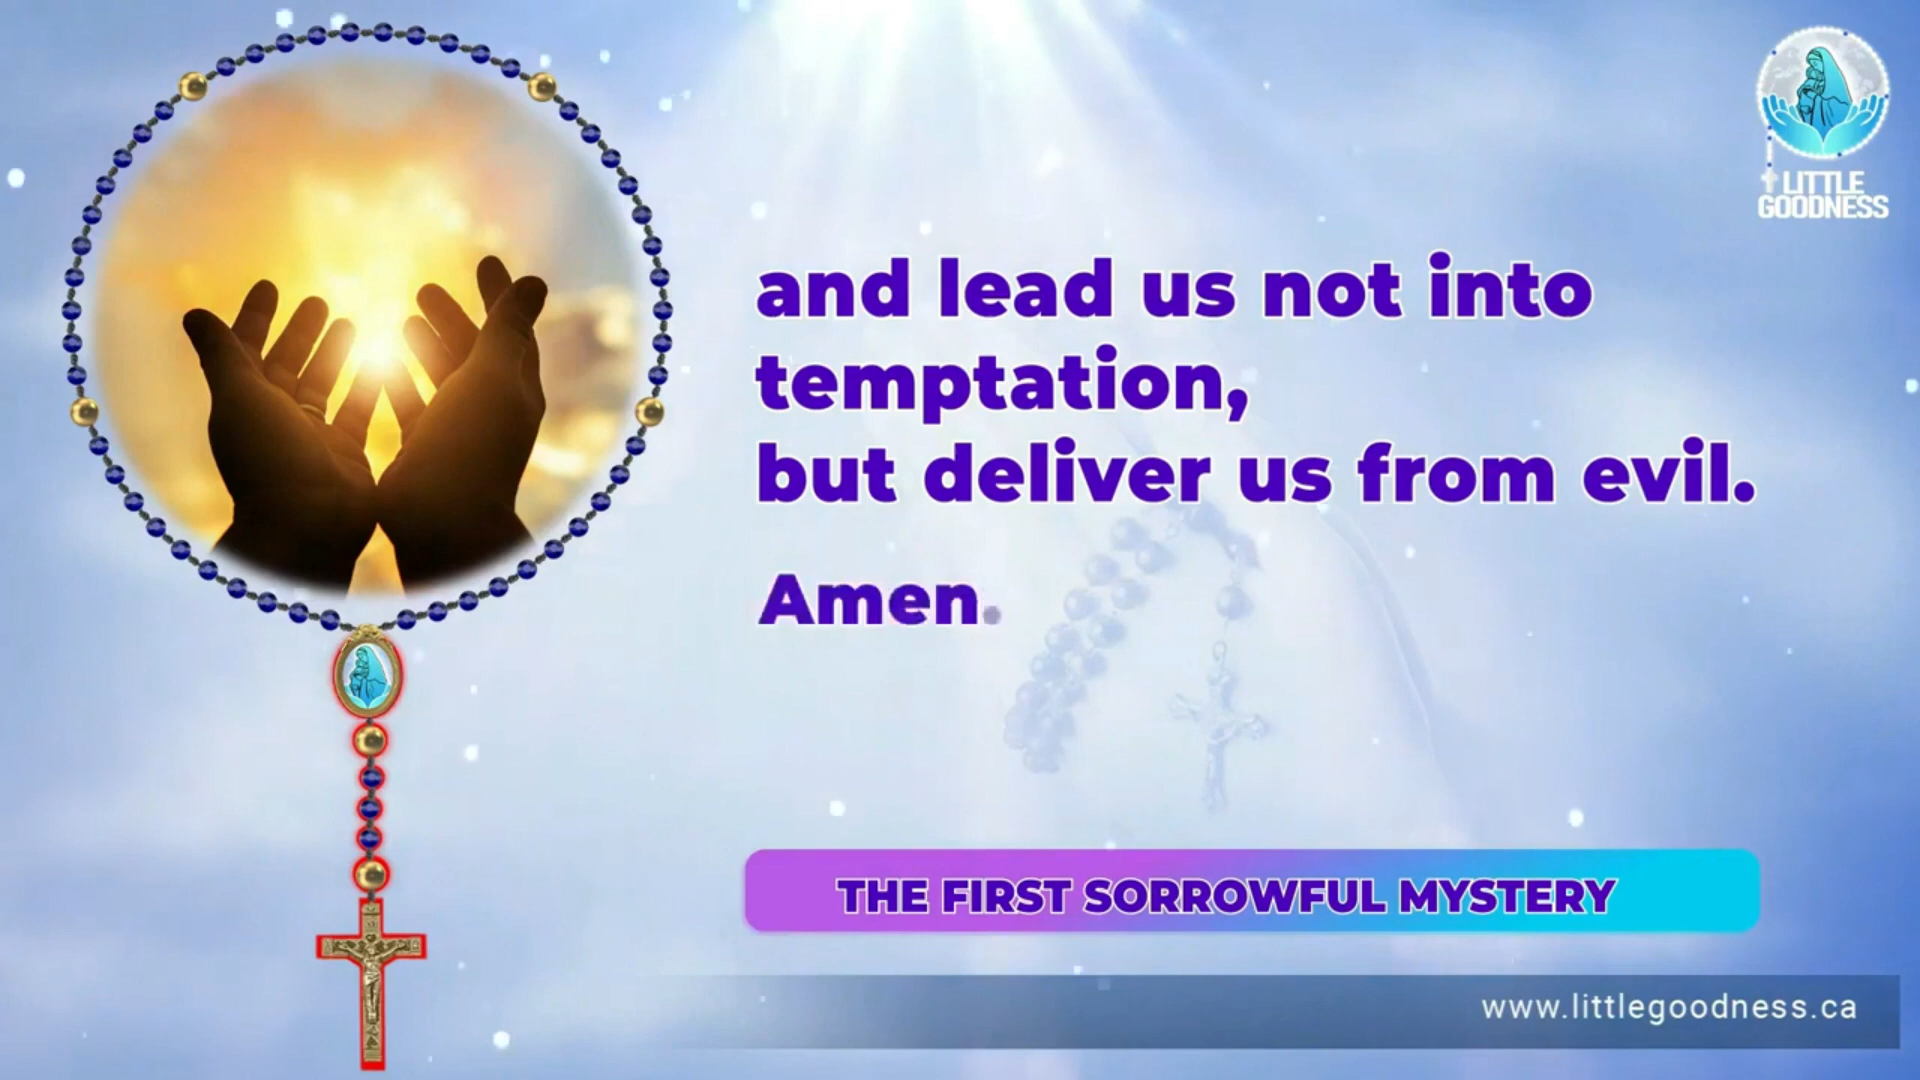 LITTLE
GOODNESS
and lead us not into
temptation,
but deliver us from evil.
Amen.
THE FIRST SORROWFUL MYSTERY
www.littlegoodness.ca